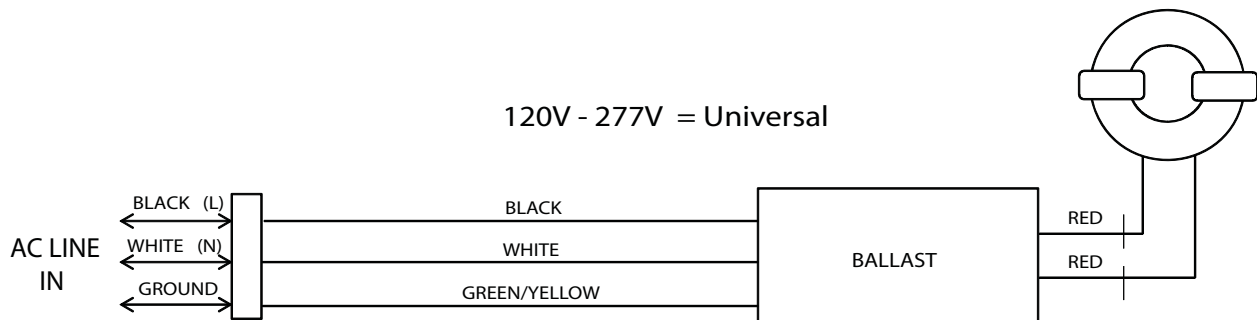 120V - 277V = Universal
BLACK (L)
BLACK
RED
AC LINE
IN
WHITE (N)
WHITE
BALLAST
RED
GROUND
GREEN/YELLOW